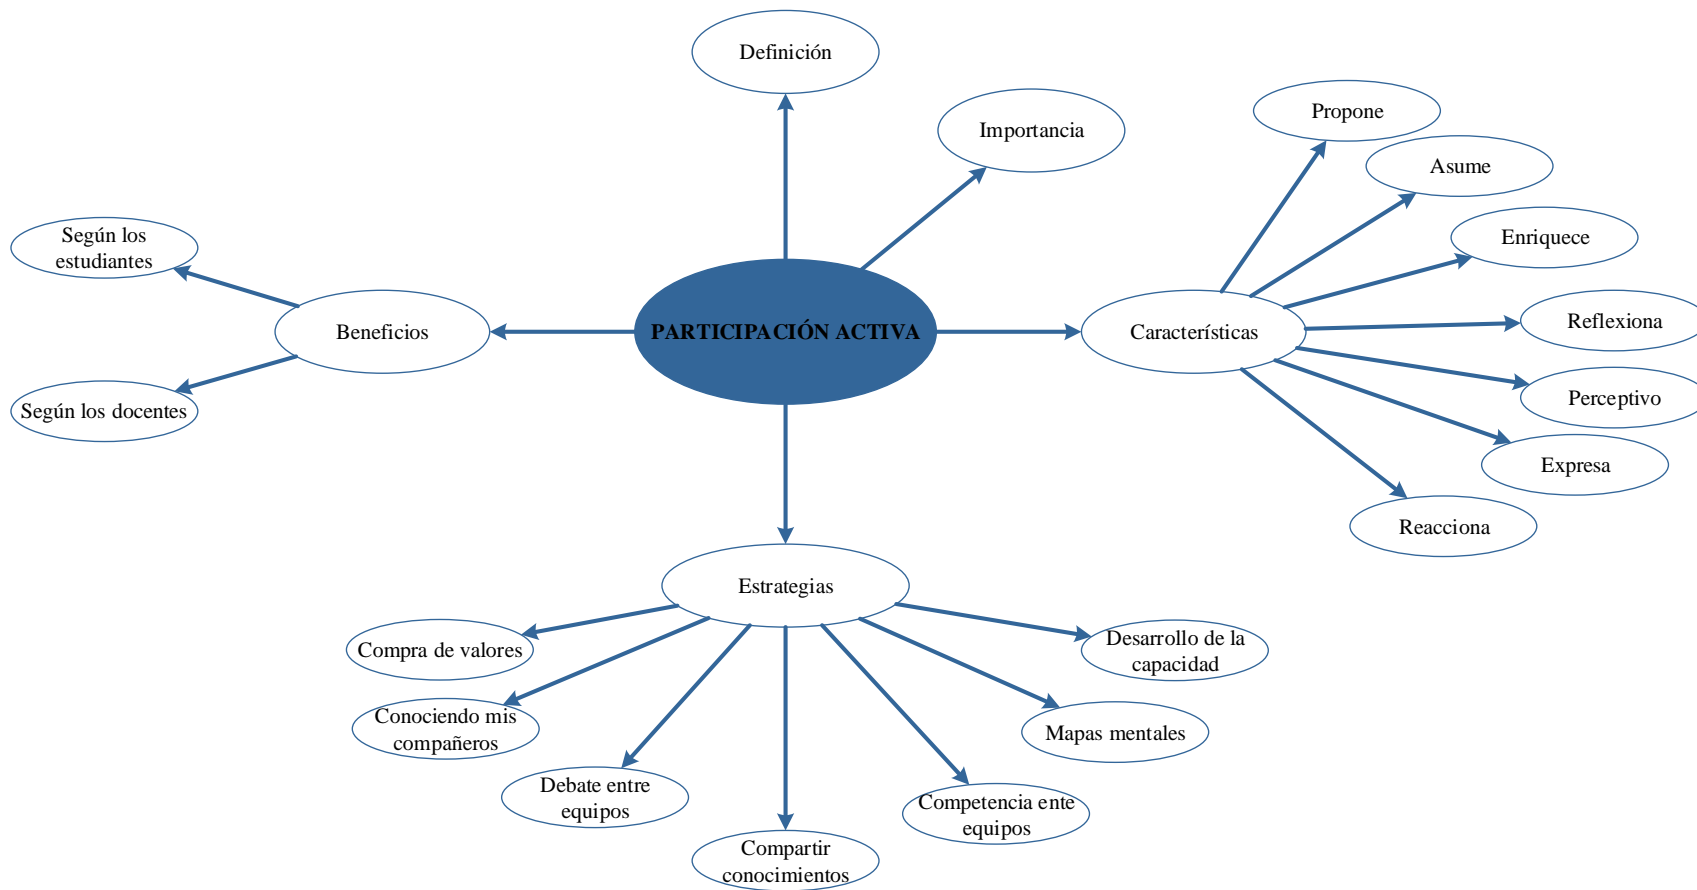 Definición
Importancia
Propone
Asume
Enriquece
Reflexiona
Perceptivo
Expresa
Reacciona
Según los
estudiantes
Beneficios
Según los docentes
PARTICIPACIÓN ACTIVA
Característísticas
Estrategias
Compra de valores
Conociendo mis
compañeros
Debate entre
equipos
Compartir
conocimientos
Competencia ente
equipos
Mapas mentales
Desarrollo de la
capacidad